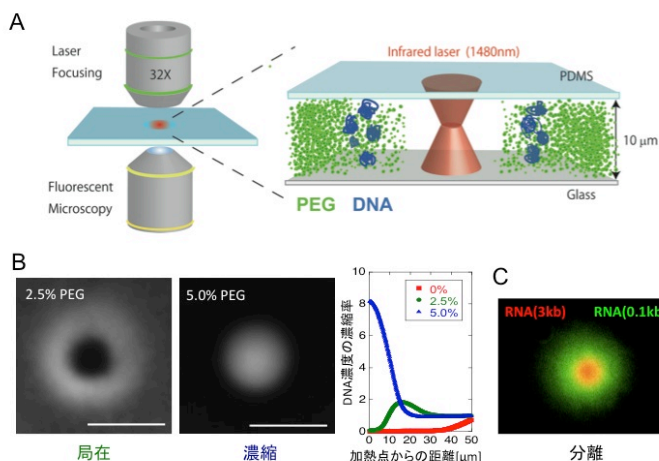 A
Laser
Focusing
32X
Fluorescent
Microscopy
Infrared laser (1480nm)
PDMS
10 µm
Glass
PEG DNA
B
2.5% PEG
局在
5.0% PEG
濃縮
DNA濃度の濃縮率
10
8
6
4
2
0
0%
2.5%
5.0%
0 10 20 30 40 50
加熱点からの距離[µm]
C
RNA(3kb) RNA(0.1kb
分離